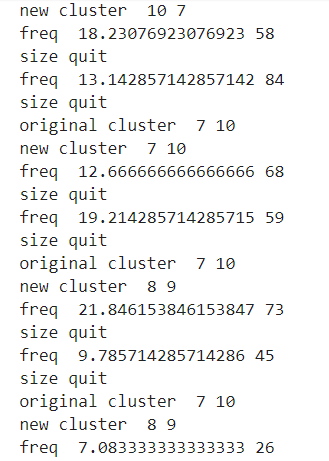 new cluster  10 7
freq  18.23076923076923 58
size quit
freq  13.142857142857142 84
size quit
original cluster  7 10
new cluster  7 10
freq  12.666666666666666 68
size quit
freq  19.214285714285715 59
size quit
original cluster  7 10
new cluster  8 9
freq  21.846153846153847 73
size quit
freq  9.785714285714286 45
size quit
original cluster  7 10
new cluster  8 9
freq  7.083333333333333 26